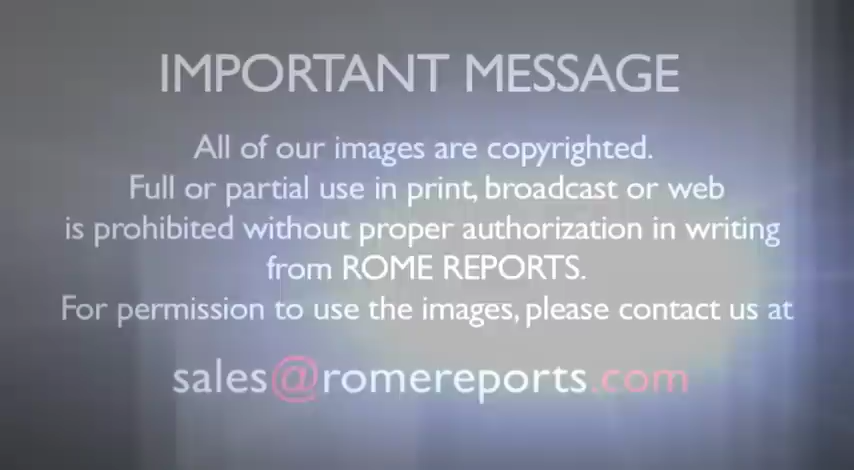 IMPORTANT MESSAGE
All of our images are copyrighted.
Full or partial use in print, broadcast or web
is prohibited without proper authorization in writing
from ROME REPORTS.
For permission to use the images, please contact us at
sales@romereports.com